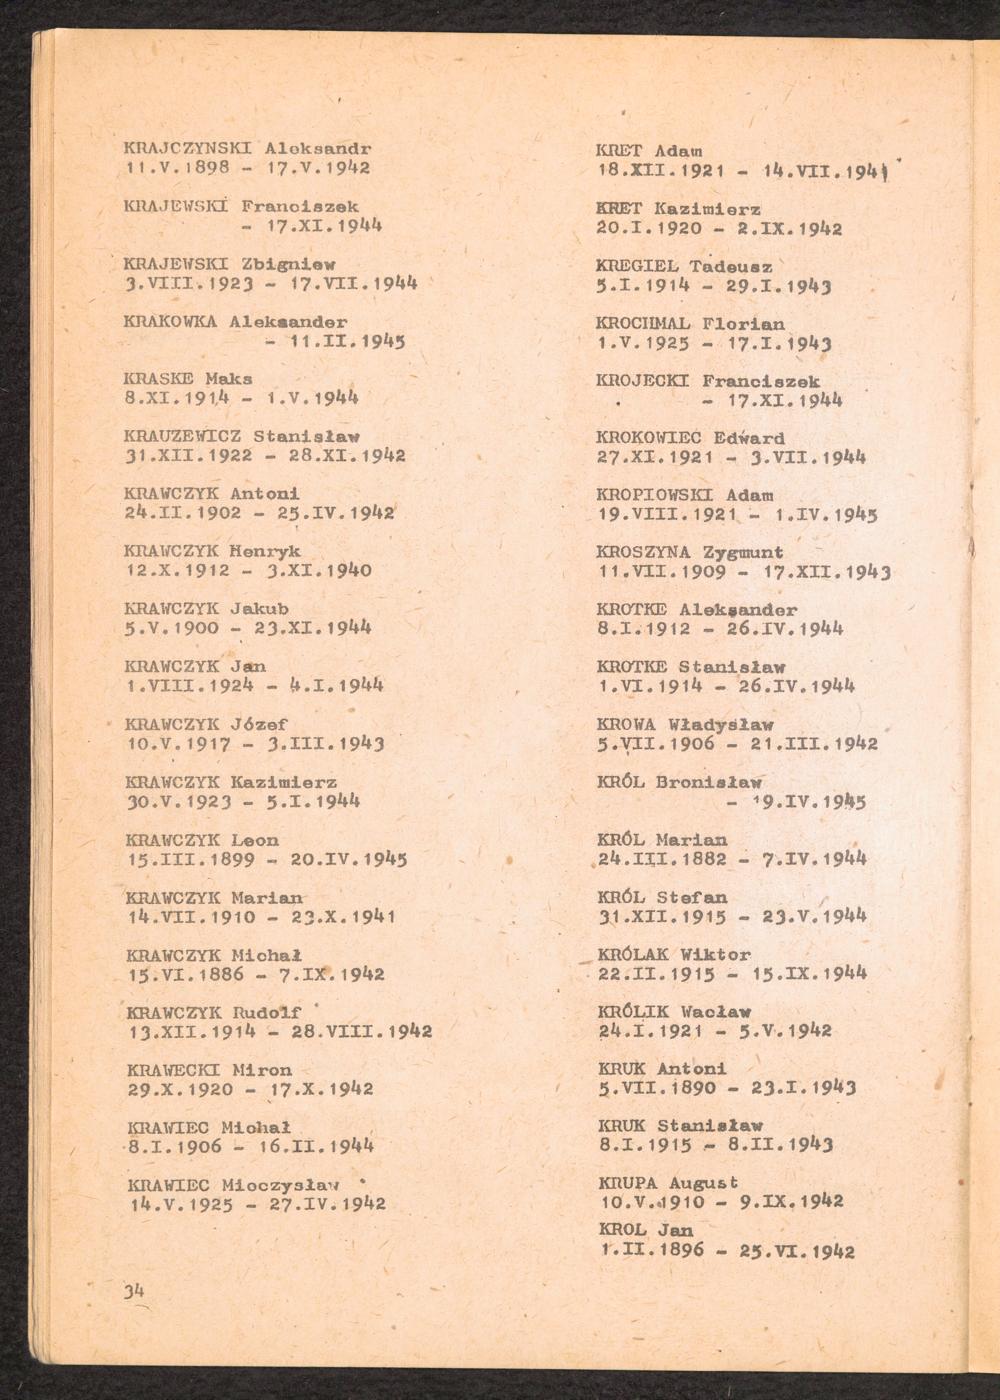 KRAJCZYNSKI Aleksandr
11.V.1898 - 17.V.1942
KRAJEWSKI Franciszek
- 17.XI.1944
KRAJEWSKI Zbigniew
3.VIII.1923 - 17.VII.1944
KRAKOWKA Aleksander
- 11.II.1945
KRASKE Maks
8.XI.1914 - 1.V.1944
KRAUZEWICZ Stanisław
31.XII.1922 - 28.XI.1942
KRAWCZYK Antoni
24.II.1902 - 25.IV.1942
KRAWCZYK Henryk
12.X.1912 - 3.XI.1940
KRAWCZYK Jakub
5.V.1900 - 23.XI.1944
KRAWCZYK Jan
1.VIII.1924 - 4.I.1944
KRAWCZYK Józef
10.V.1917 - 3.III.1943
KRAWCZYK Kazimierz
30.V.1923 - 5.I.1944
KRAWCZYK Leon
15.III.1899 - 20.IV.1945
KRAWCZYK Marian
14.VII.1910 - 23.X.1941
KRAWCZYK Michał
15.VI.1886 - 7.IX.1942
KRAWCZYK Rudolf
13.XII.1914 - 28.VIII.1942
KRAWECKI Miron
29.X.1920 - 17.X.1942
KRAWIEC Michał
8.I.1906 - 16.II.1944
KRAWIEC Mieczysław
14.V.1925 - 27.IV.1942
34
KRET Adam
18.XII.1921 - 14.VII.1941
KRET Kazimierz
20.I.1920 - 2.IX.1942
KREGIEL Tadeusz
5.I.1914 - 29.I.1943
KROCHMAL Florian
1.V.1925 - 17.I.1943
KROJECKI Franciszek
- 17.XI.1944
KROKOWIEC Edward
27.XI.1921 - 3.VII.1944
KROPIOWSKI Adam
19.VIII.1921 - 1.IV.1945
KROSZYNA Zygmunt
11.VII.1909 - 17.XII.1943
KROTKE Aleksander
8.I.1912 - 26.IV.1944
KROTKE Stanisław
1.VI.1914 - 26.IV.1944
KROWA Władysław
5.VII.1906 - 21.III.1942
KRÓL Bronisław
- 19.IV.1945
KRÓL Marian
24.III.1882 - 7.IV.1944
KRÓL Stefan
31.XII.1915 - 23.V.1944
KRÓLAK Wiktor
22.II.1915 - 15.IX.1944
KRÓLIK Wacław
24.I.1921 - 5.V.1942
KRUK Antoni
5.VII.1890 - 23.I.1943
KRUK Stanisław
8.I.1915 - 8.II.1943
KRUPA August
10.V.1910 - 9.IX.1942
KROL Jan
1.II.1896 - 25.VI.1942